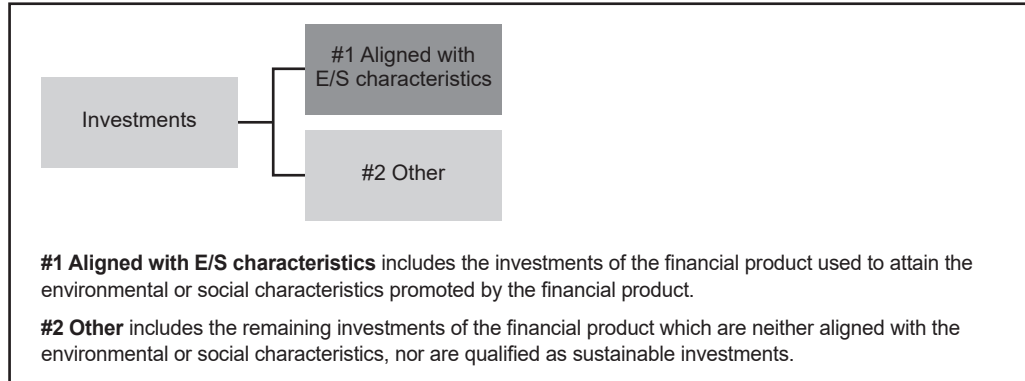 #1 Aligned with
E/S characteristics
Investments
#2 Other
#1 Aligned with E/S characteristics includes the investments of the financial product used to attain the
environmental or social characteristics promoted by the financial product.
#2 Other includes the remaining investments of the financial product which are neither aligned with the
environmental or social characteristics, nor are qualified as sustainable investments.